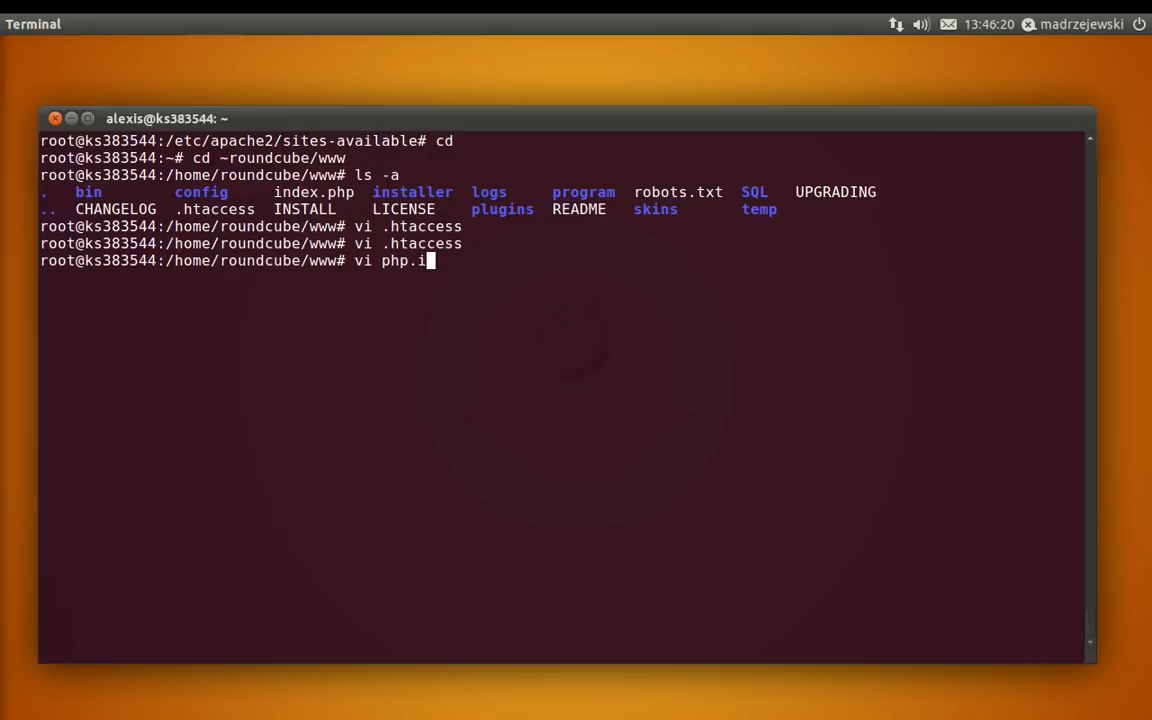 Terminal 13:46:20 madrzejewski
alexis@ks383544: ~
root@ks383544:/etc/apache2/sites-available# cd
root@ks383544:~# cd ~roundcube/www
root@ks383544:/home/roundcube/www# ls -a
. bin config index.php installer logs program robots.txt SQL UPGRADING
.. CHANGELOG .htaccess INSTALL LICENSE plugins README skins temp
root@ks383544:/home/roundcube/www# vi .htaccess
root@ks383544:/home/roundcube/www# vi .htaccess
root@ks383544:/home/roundcube/www# vi php.i